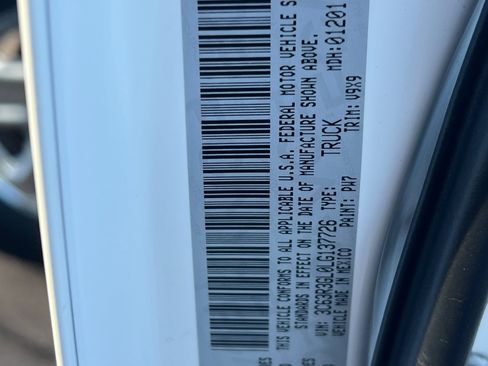 THIS VEHICLE CONFORMS TO ALL APPLICABLE U.S.A. FEDERAL MOTOR VEHICLE S
STANDARDS IN EFFECT ON THE DATE OF MANUFACTURE SHOWN ABOVE.
VIN: 3C63R3BL0LG137726 TYPE: TRUCK MDH: 01201
VEHICLE MADE IN MEXICO PAINT: PW7 TRIM: V9X9